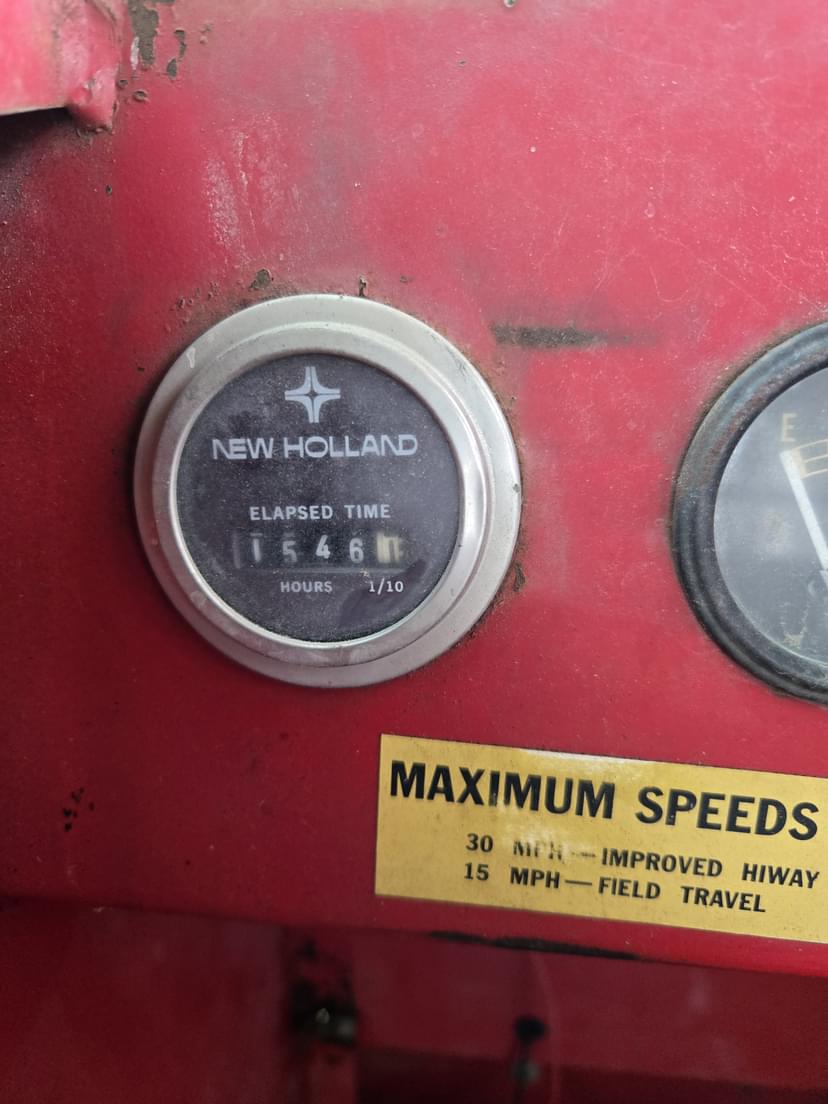 NEW HOLLAND
ELAPSED TIME
1546
HOURS 1/10
E
MAXIMUM SPEEDS
30 MPH—IMPROVED HIWAY
15 MPH—FIELD TRAVEL